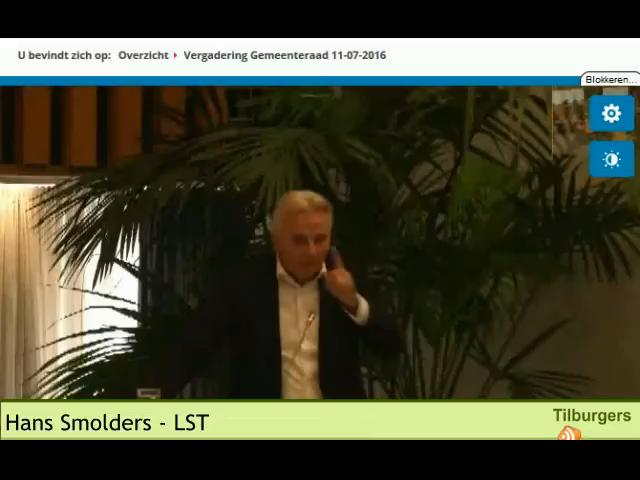 U bevindt zich op: Overzicht Vergadering Gemeenteraad 11-07-2016
Blokkeren...
Hans Smolders - LST
Tilburgers